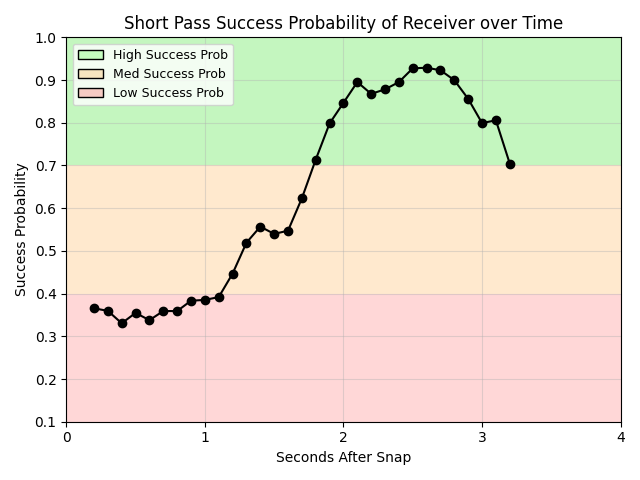 Short Pass Success Probability of Receiver over Time
1.0
High Success Prob
Med Success Prob
Low Success Prob
0.9
0.8
0.7
0.6
0.5
0.4
0.3
0.2
0.1
Success Probability
0 1 2 3 4
Seconds After Snap